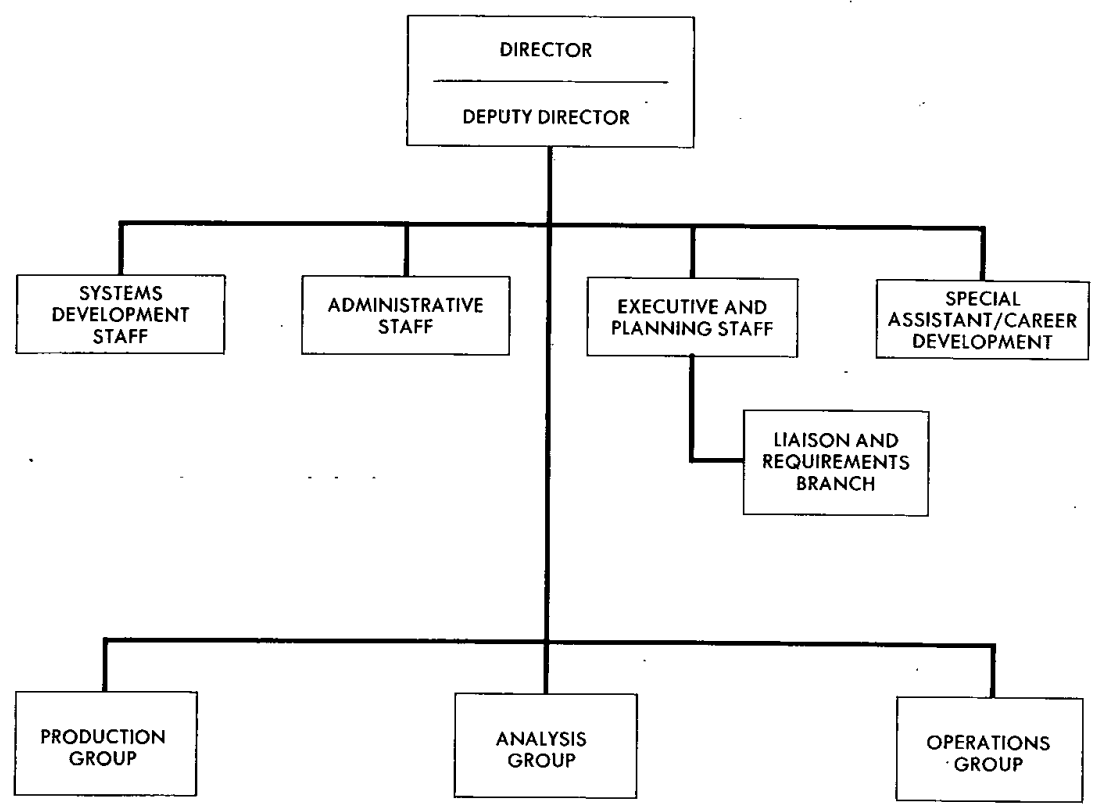 DIRECTOR
DEPUTY DIRECTOR
SYSTEMS
DEVELOPMENT
STAFF
ADMINISTRATIVE
STAFF
EXECUTIVE AND
PLANNING STAFF
SPECIAL
ASSISTANT/CAREER
DEVELOPMENT
LIAISON AND
REQUIREMENTS
BRANCH
PRODUCTION
GROUP
ANALYSIS
GROUP
OPERATIONS
GROUP